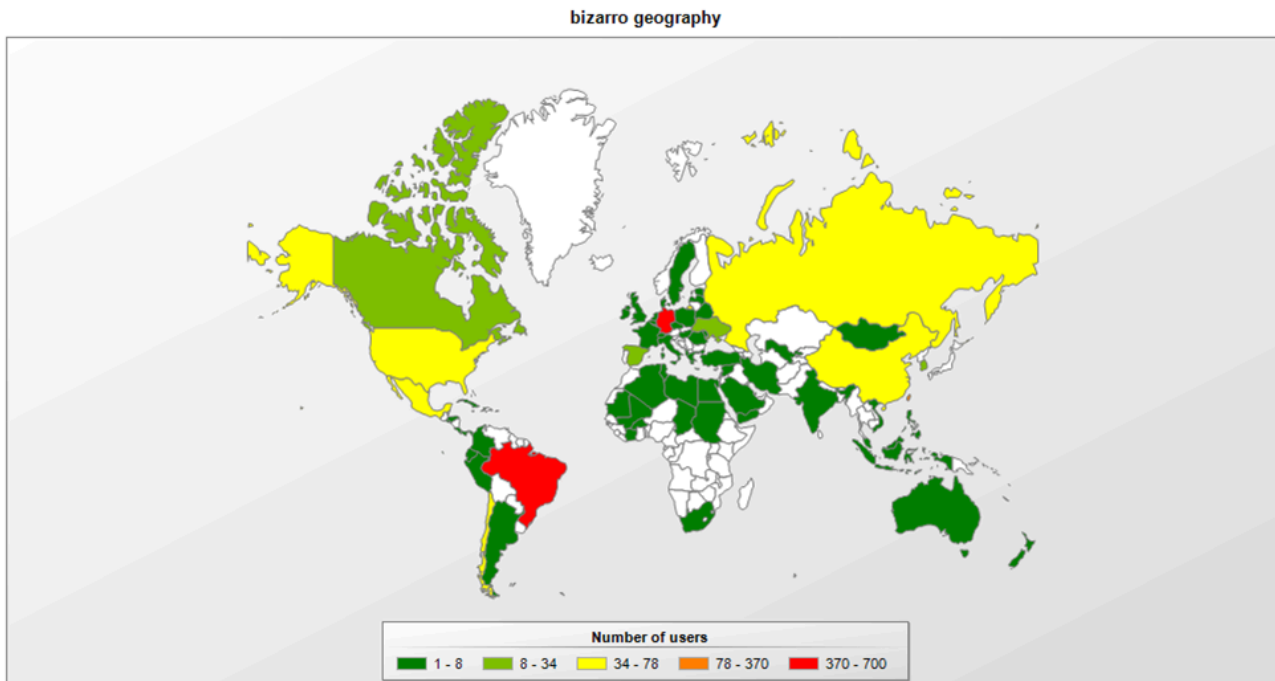 bizarro geography
Number of users
1 - 8
8 - 34
34 - 78
78 - 370
370 - 700